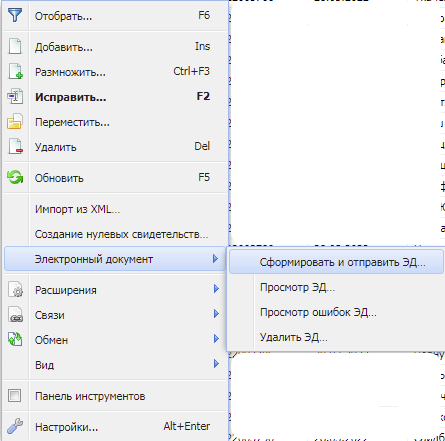 Отобрать... F6
Добавить... Ins
Размножить... Ctrl+F3
Исправить... F2
Переместить...
Удалить Del
Обновить F5
Импорт из XML...
Создание нулевых свидетельств...
Электронный документ
Сформировать и отправить ЭД...
Просмотр ЭД...
Просмотр ошибок ЭД...
Удалить ЭД...
Расширения
Связи
Обмен
Вид
Панель инструментов
Настройки... Alt+Enter